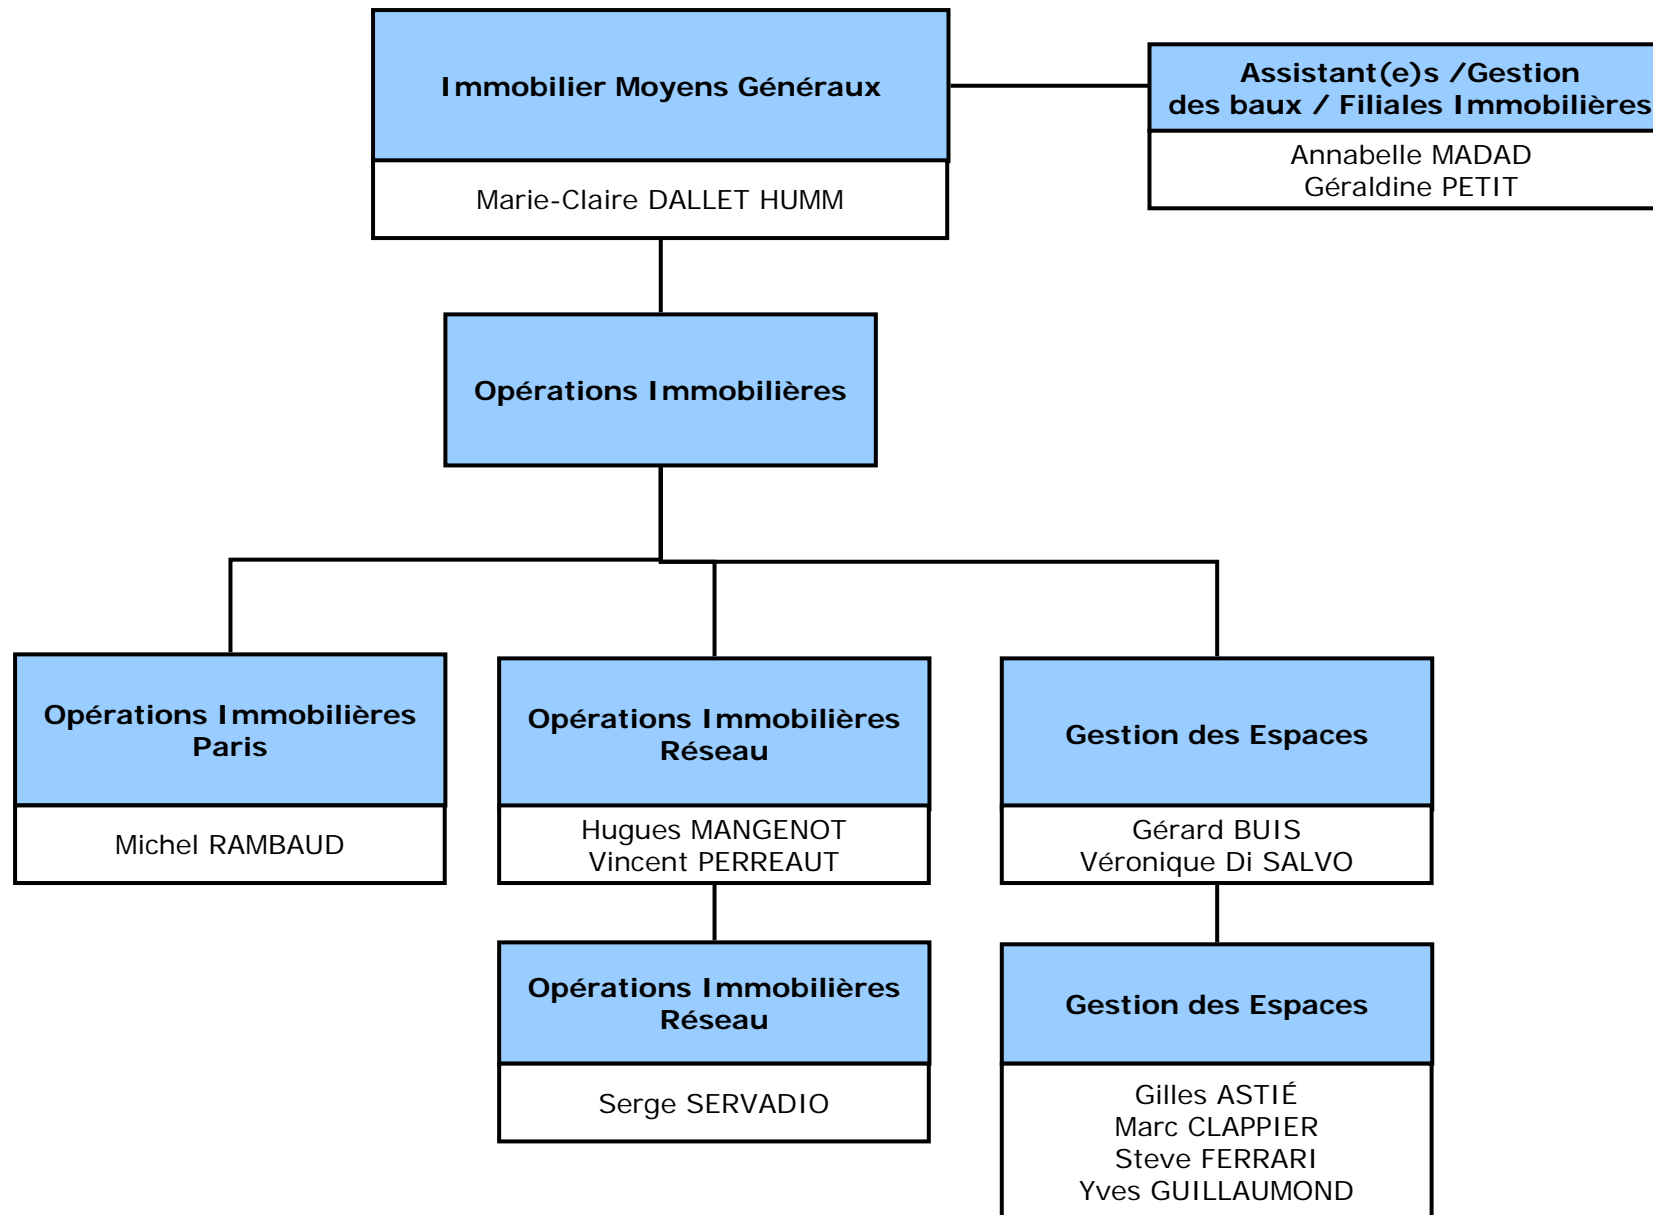 Immobilier Moyens Généraux
Marie-Claire DALLET HUMM
Assistant(e)s /Gestion
des baux / Filiales Immobilières
Annabelle MADAD
Géraldine PETIT
Opérations Immobilières
Opérations Immobilières
Paris
Michel RAMBAUD
Opérations Immobilières
Réseau
Hugues MANGENOT
Vincent PERREAUT
Gestion des Espaces
Gérard BUIS
Véronique Di SALVO
Opérations Immobilières
Réseau
Serge SERVADIO
Gestion des Espaces
Gilles ASTIÉ
Marc CLAPPIER
Steve FERRARI
Yves GUILLAUMOND